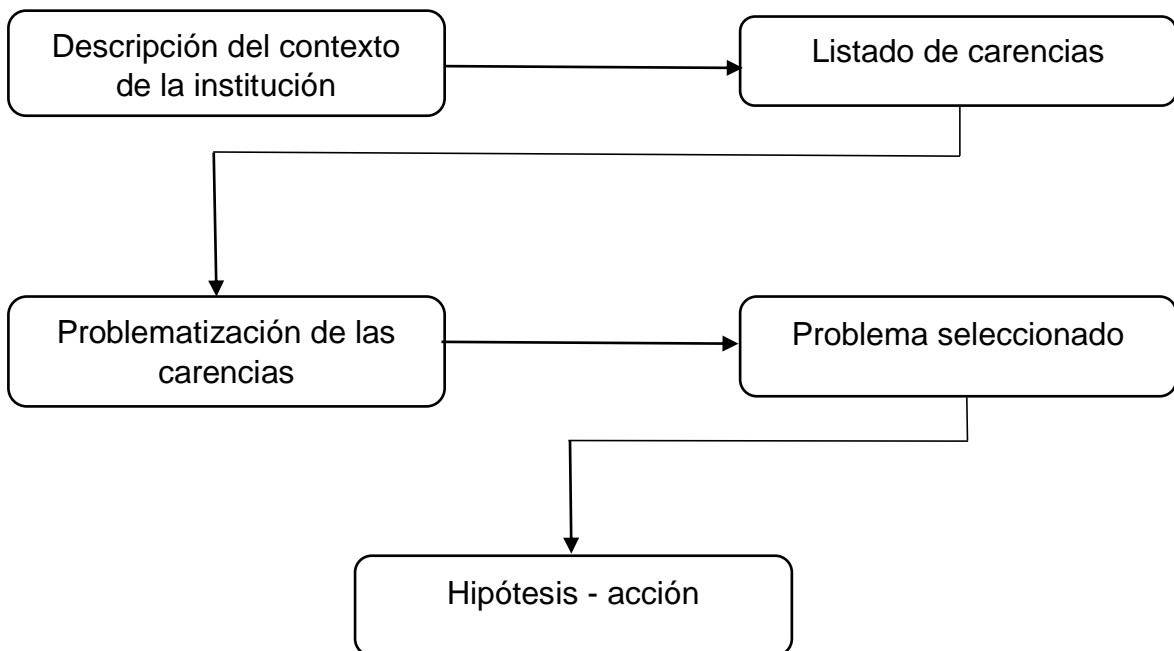 Descripción del contexto
de la institución
Listado de carencias
Problematización de las
carencias
Problema seleccionado
Hipótesis - acción